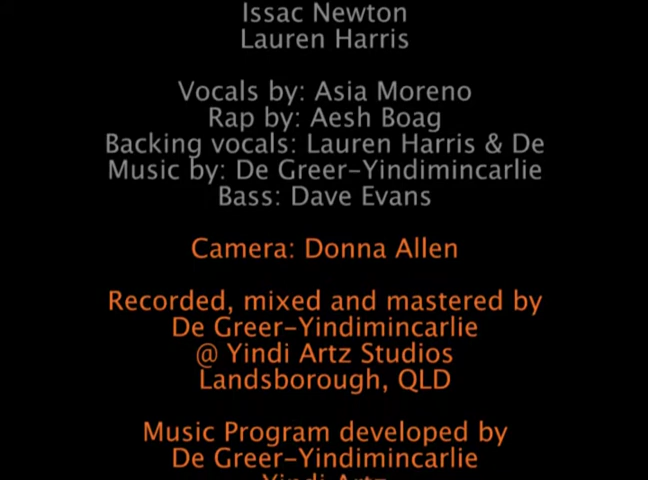 Issac Newton
Lauren Harris
Vocals by: Asia Moreno
Rap by: Aesh Boag
Backing vocals: Lauren Harris & De
Music by: De Greer-Yindimincarlie
Bass: Dave Evans
Camera: Donna Allen
Recorded, mixed and mastered by
De Greer-Yindimincarlie
@ Yindi Artz Studios
Landsborough, QLD
Music Program developed by
De Greer-Yindimincarlie
Yindi Artz